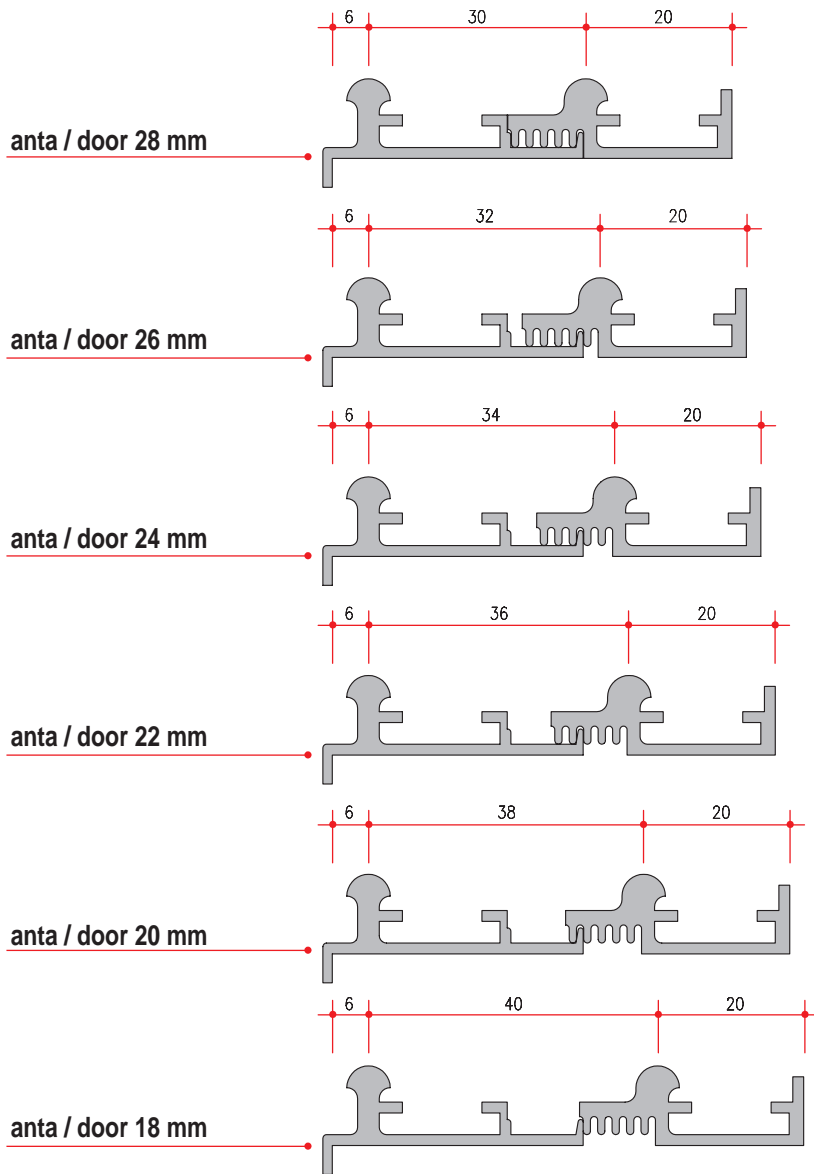 6 30 20
anta / door 28 mm
6 32 20
anta / door 26 mm
6 34 20
anta / door 24 mm
6 36 20
anta / door 22 mm
6 38 20
anta / door 20 mm
6 40 20
anta / door 18 mm